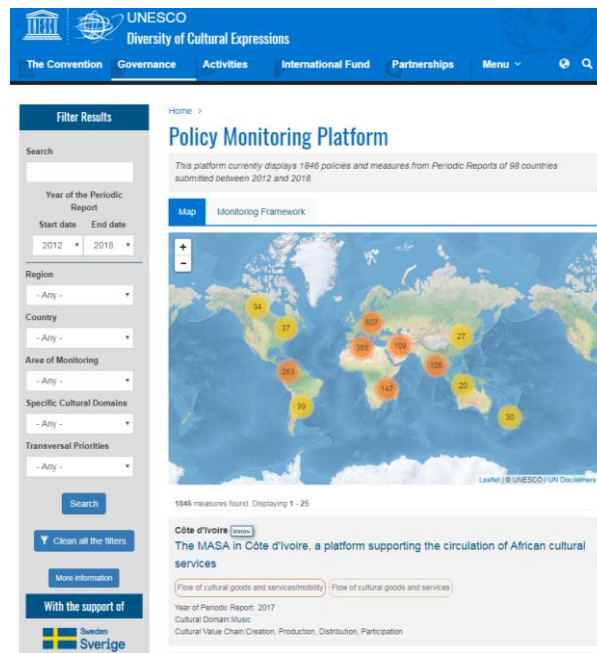 UNESCO
Diversity of Cultural Expressions
The Convention Governance Activities International Fund Partnerships Menu
Filter Results
Search
Year of the Periodic
Report
Start date End date
2012 2018
Region
- Any -
Country
- Any -
Area of Monitoring
- Any -
Specific Cultural Domains
- Any -
Transversal Priorities
- Any -
Search
Clean all the filters
More information
With the support of
Sweden
Sverige
Home >
Policy Monitoring Platform
This platform currently displays 1846 policies and measures from Periodic Reports of 98 countries
submitted between 2012 and 2018.
Map Monitoring Framework
+
-
34
37
607
27
368
109
263
108
147
20
99
30
Leaflet | © UNESCO / UN Disclaimers
1846 measures found. Displaying 1 - 25
Côte d'Ivoire innov.
The MASA in Côte d'Ivoire, a platform supporting the circulation of African cultural
services
Flow of cultural goods and services/mobility Flow of cultural goods and services
Year of Periodic Report: 2017
Cultural Domain:Music
Cultural Value Chain:Creation, Production, Distribution, Participation